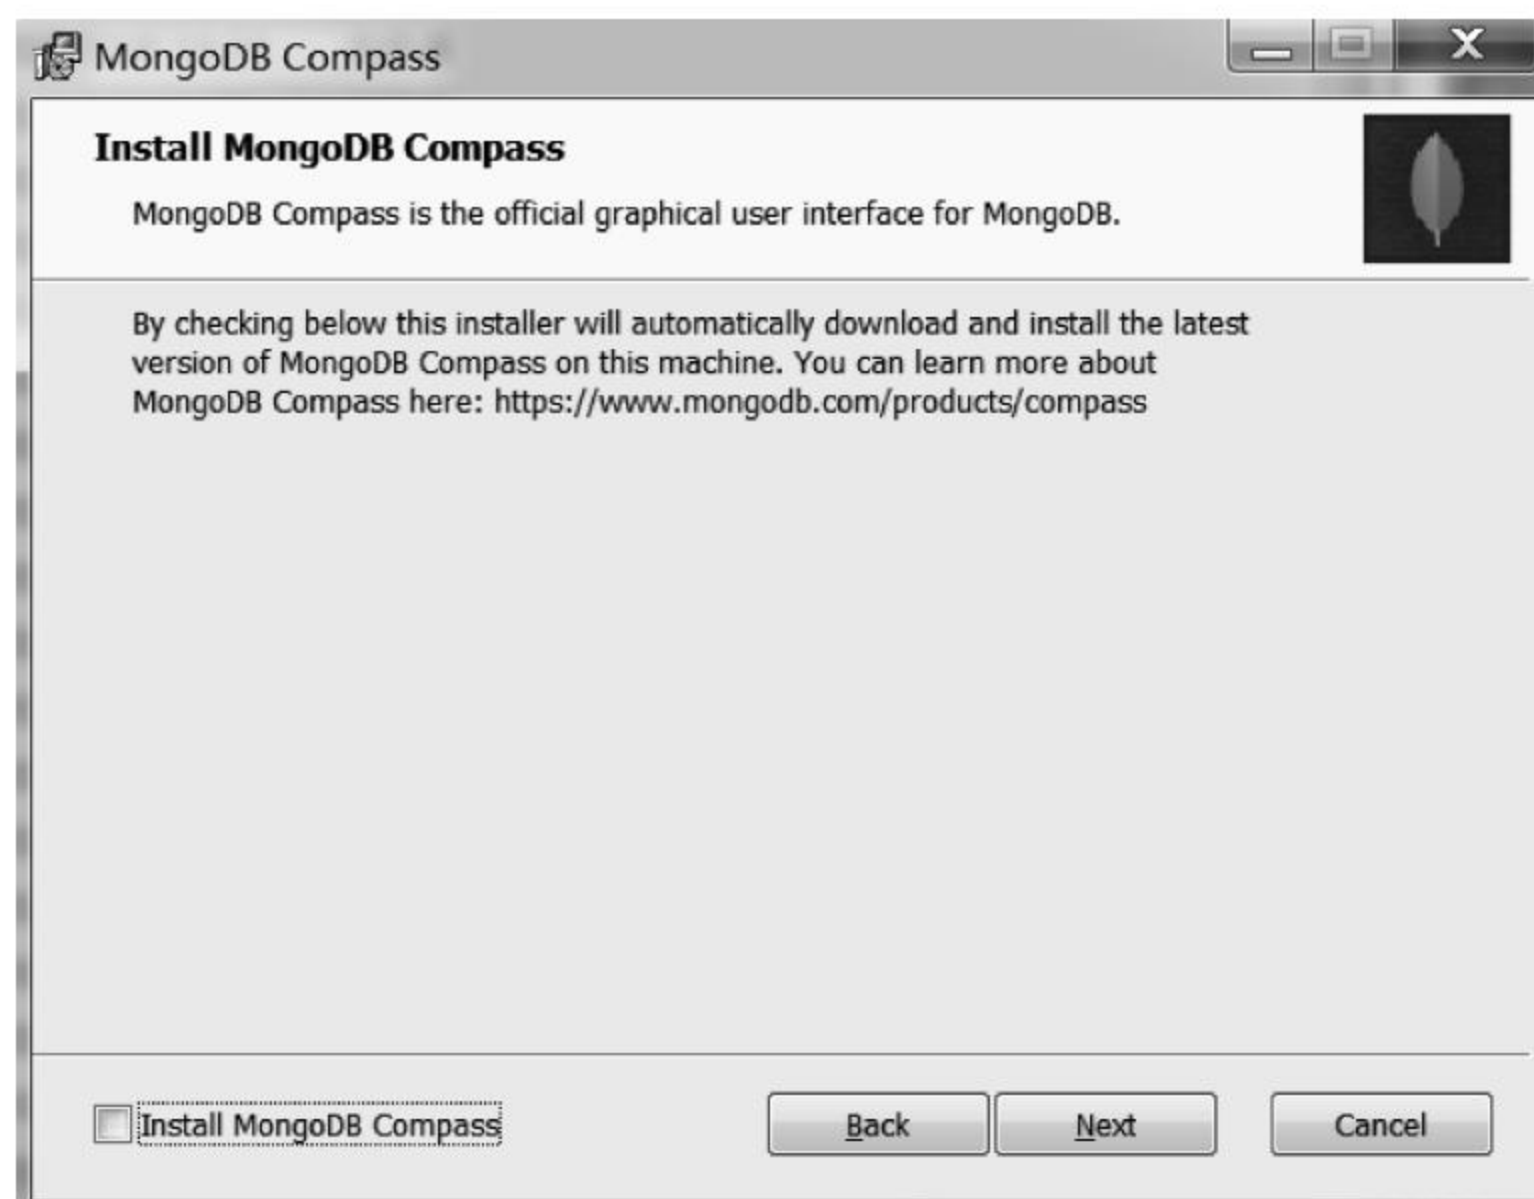 MongoDB Compass
Install MongoDB Compass
MongoDB Compass is the official graphical user interface for MongoDB.
By checking below this installer will automatically download and install the latest
version of MongoDB Compass on this machine. You can learn more about
MongoDB Compass here: https://www.mongodb.com/products/compass
Install MongoDB Compass
Back
Next
Cancel